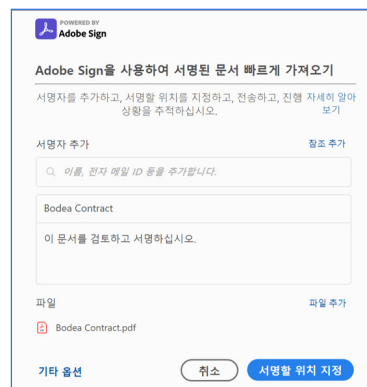 POWERED BY
Adobe Sign
Adobe Sign을 사용하여 서명된 문서 빠르게 가져오기
서명자를 추가하고, 서명할 위치를 지정하고, 전송하고, 진행 상황을 추적하십시오.
자세히 알아보기
서명자 추가
참조 추가
이름, 전자 메일 ID 등을 추가합니다.
Bodea Contract
이 문서를 검토하고 서명하십시오.
파일
파일 추가
Bodea Contract.pdf
기타 옵션
취소
서명할 위치 지정